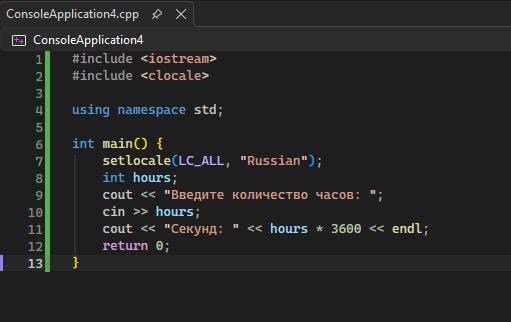 ConsoleApplication4.cpp
ConsoleApplication4
1 #include <iostream>
2 #include <clocale>
3
4 using namespace std;
5
6 int main() {
7     setlocale(LC_ALL, "Russian");
8     int hours;
9     cout << "Введите количество часов: ";
10     cin >> hours;
11     cout << "Секунд: " << hours * 3600 << endl;
12     return 0;
13 }